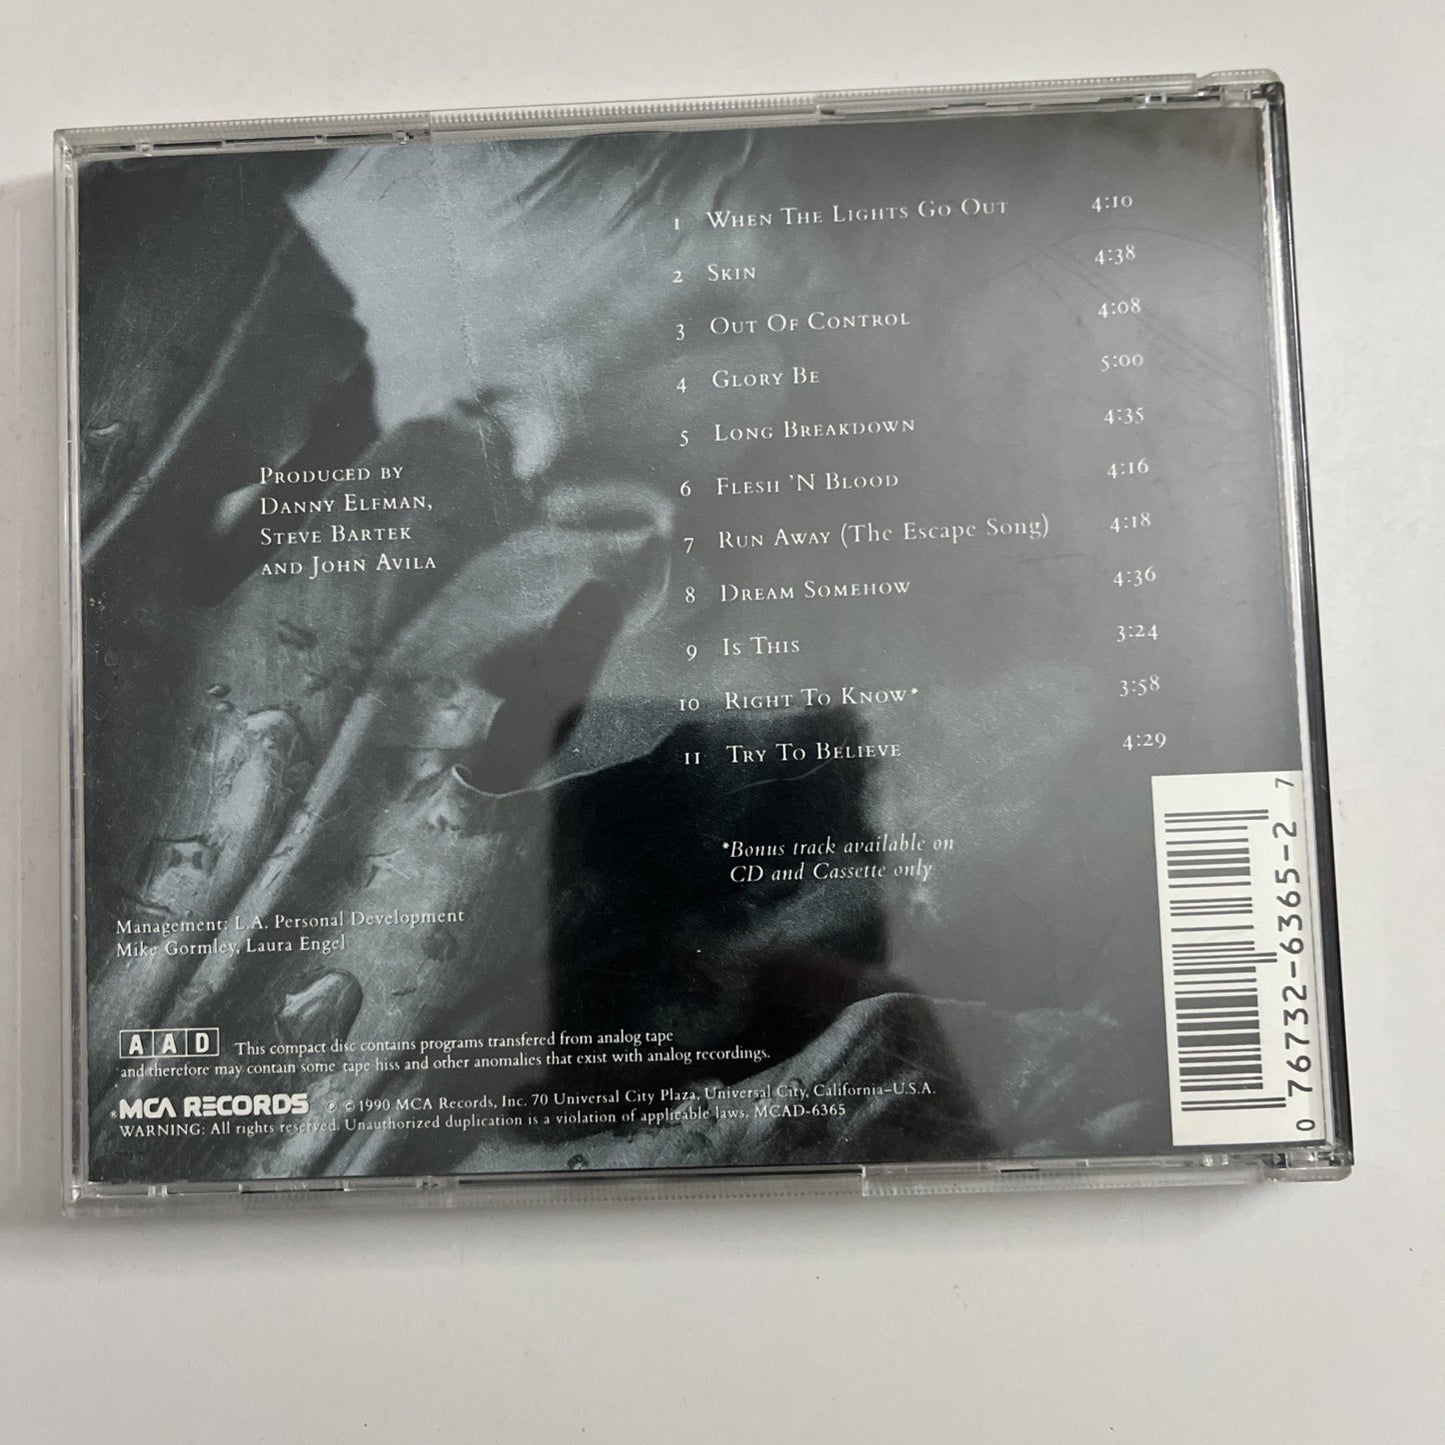 1 When The Lights Go Out 4:10
2 Skin 4:38
3 Out Of Control 4:08
4 Glory Be 5:00
5 Long Breakdown 4:35
6 Flesh 'N Blood 4:16
7 Run Away (The Escape Song) 4:18
8 Dream Somehow 4:36
9 Is This 3:24
10 Right To Know* 3:58
11 Try To Believe 4:29
*Bonus track available on
CD and Cassette only
Produced by
Danny Elfman,
Steve Bartek
and John Avila
Management: L.A. Personal Development
Mike Gormley, Laura Engel
AAD This compact disc contains programs transfered from analog tape
and therefore may contain some tape hiss and other anomalies that exist with analog recordings.
MCA RECORDS ℗ © 1990 MCA Records, Inc. 70 Universal City Plaza, Universal City, California–U.S.A.
WARNING: All rights reserved. Unauthorized duplication is a violation of applicable laws. MCAD-6365
0 76732-6365-2 7